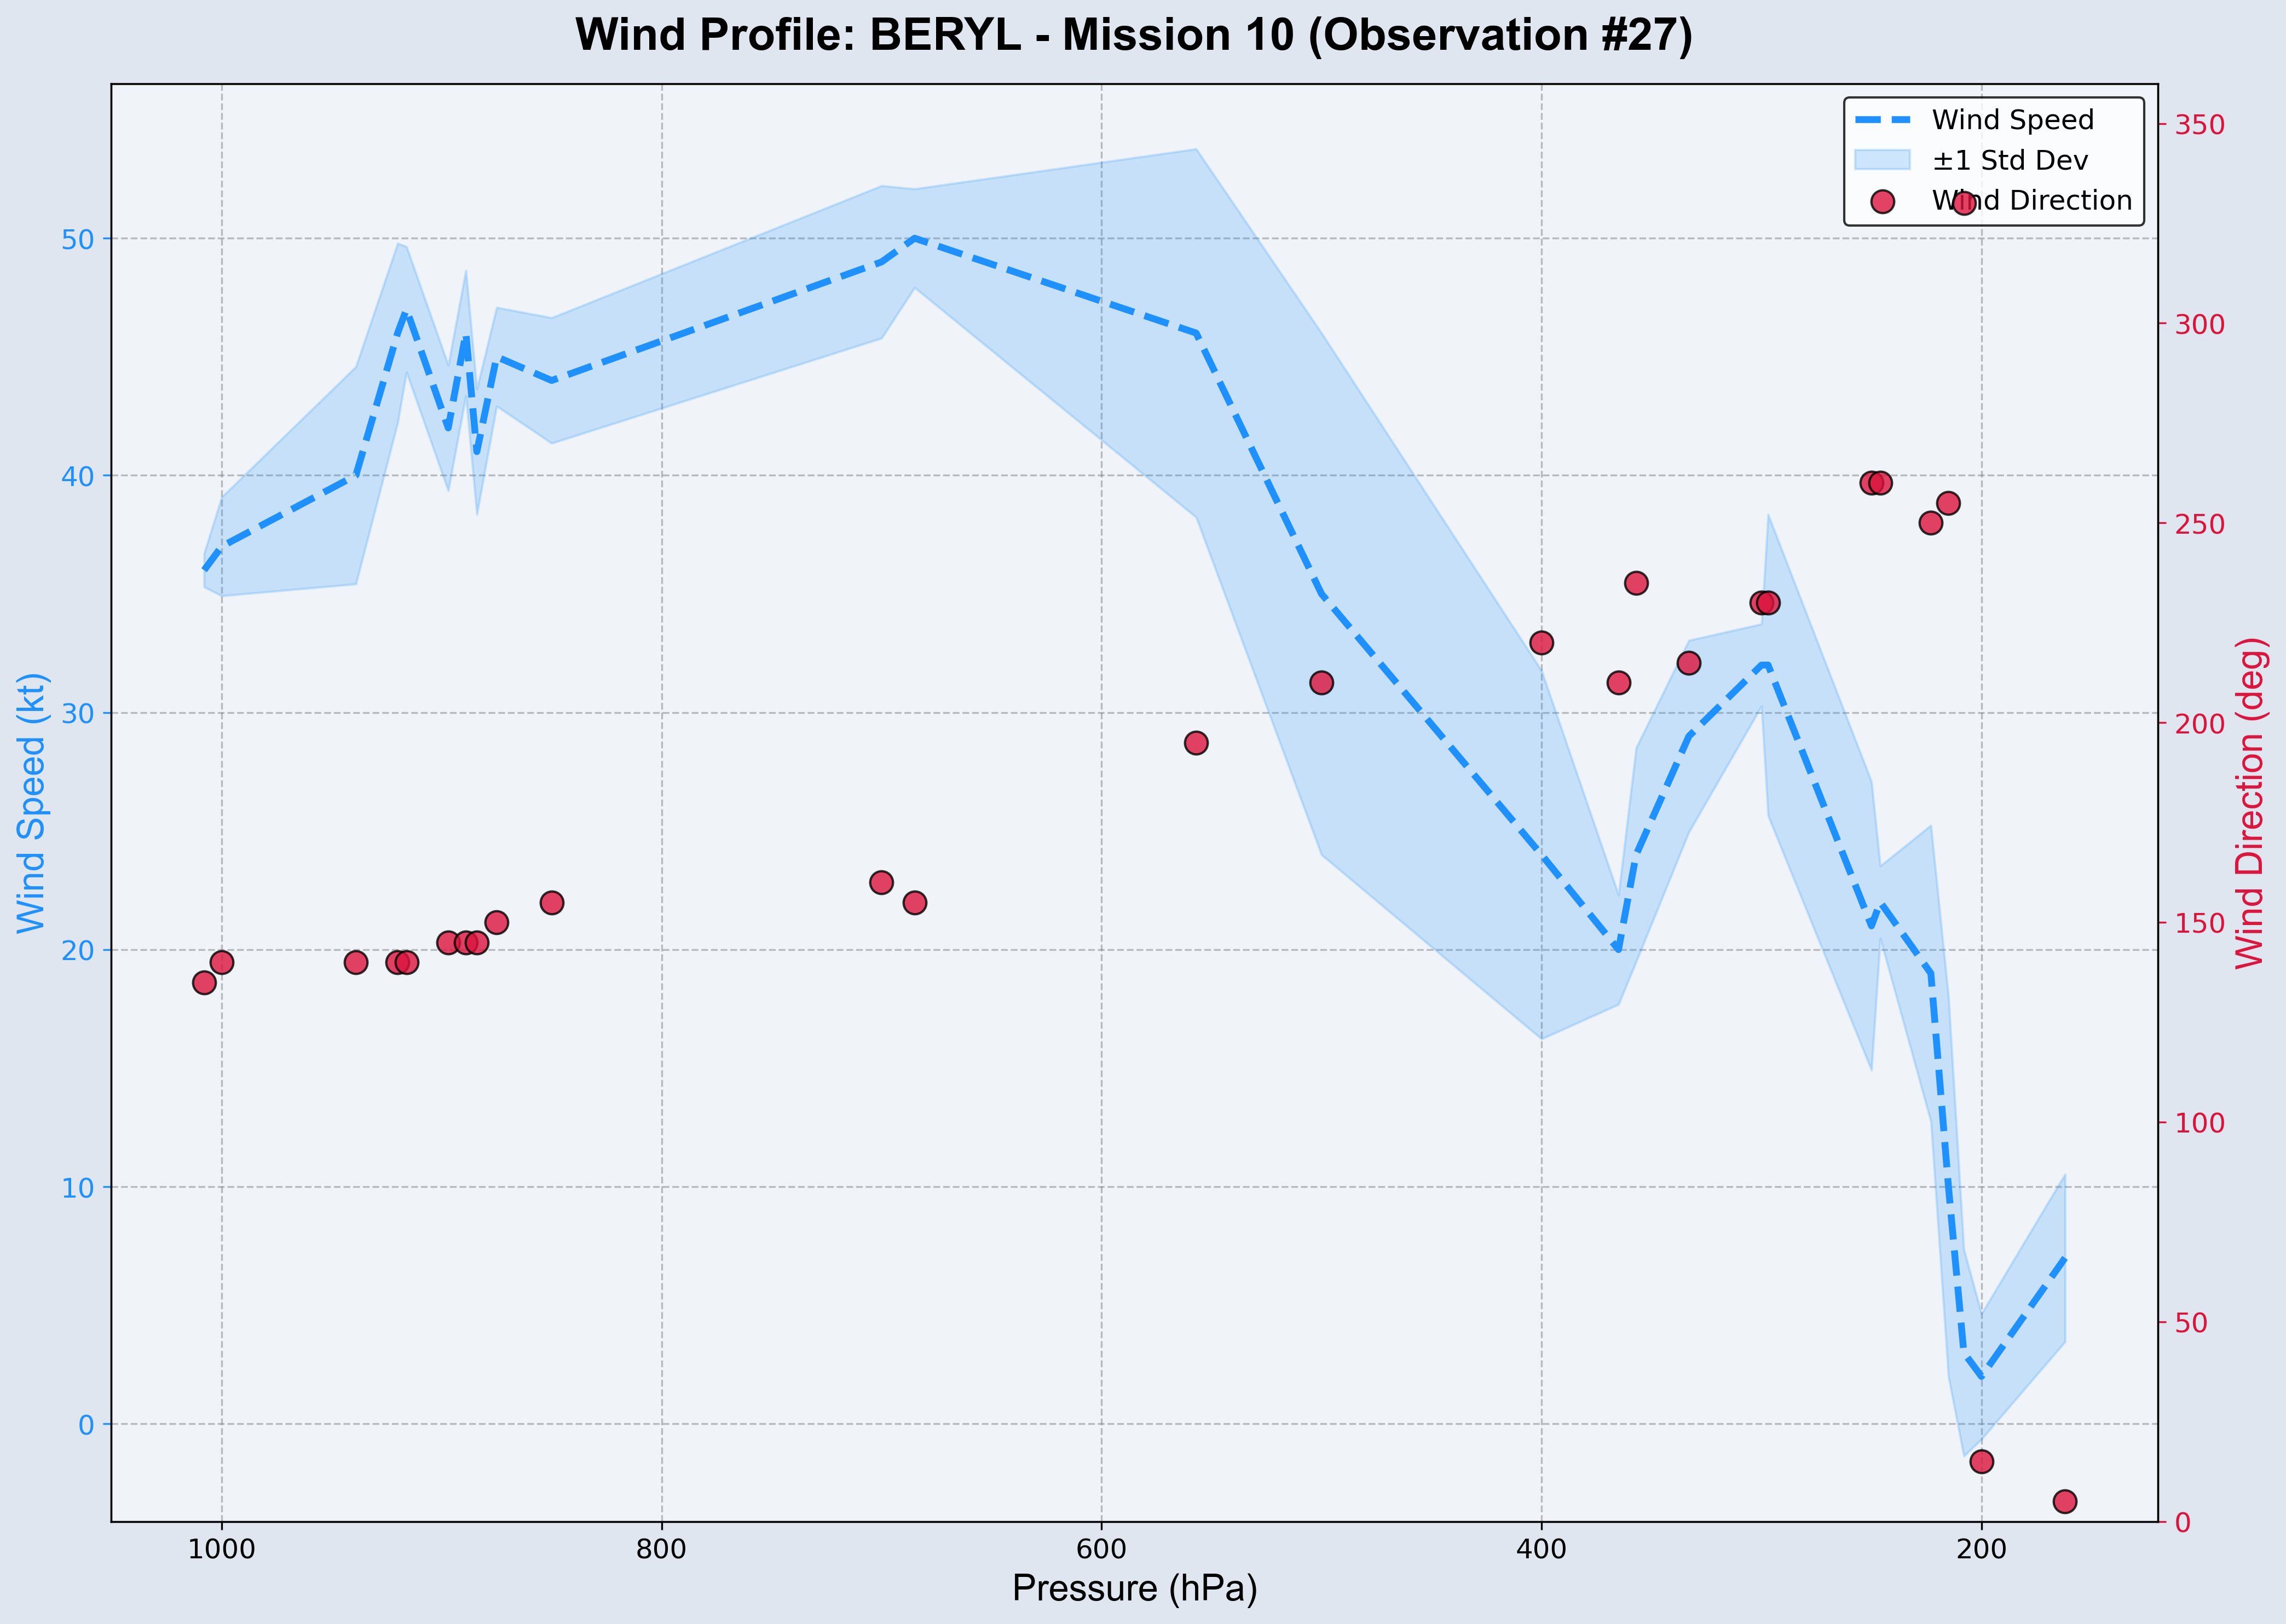 Wind Profile: BERYL - Mission 10 (Observation #27)
Wind Speed
±1 Std Dev
Wind Direction
Wind Speed (kt)
50
40
30
20
10
0
350
300
250
200
150
100
50
0
Wind Direction (deg)
1000
800
600
400
200
Pressure (hPa)